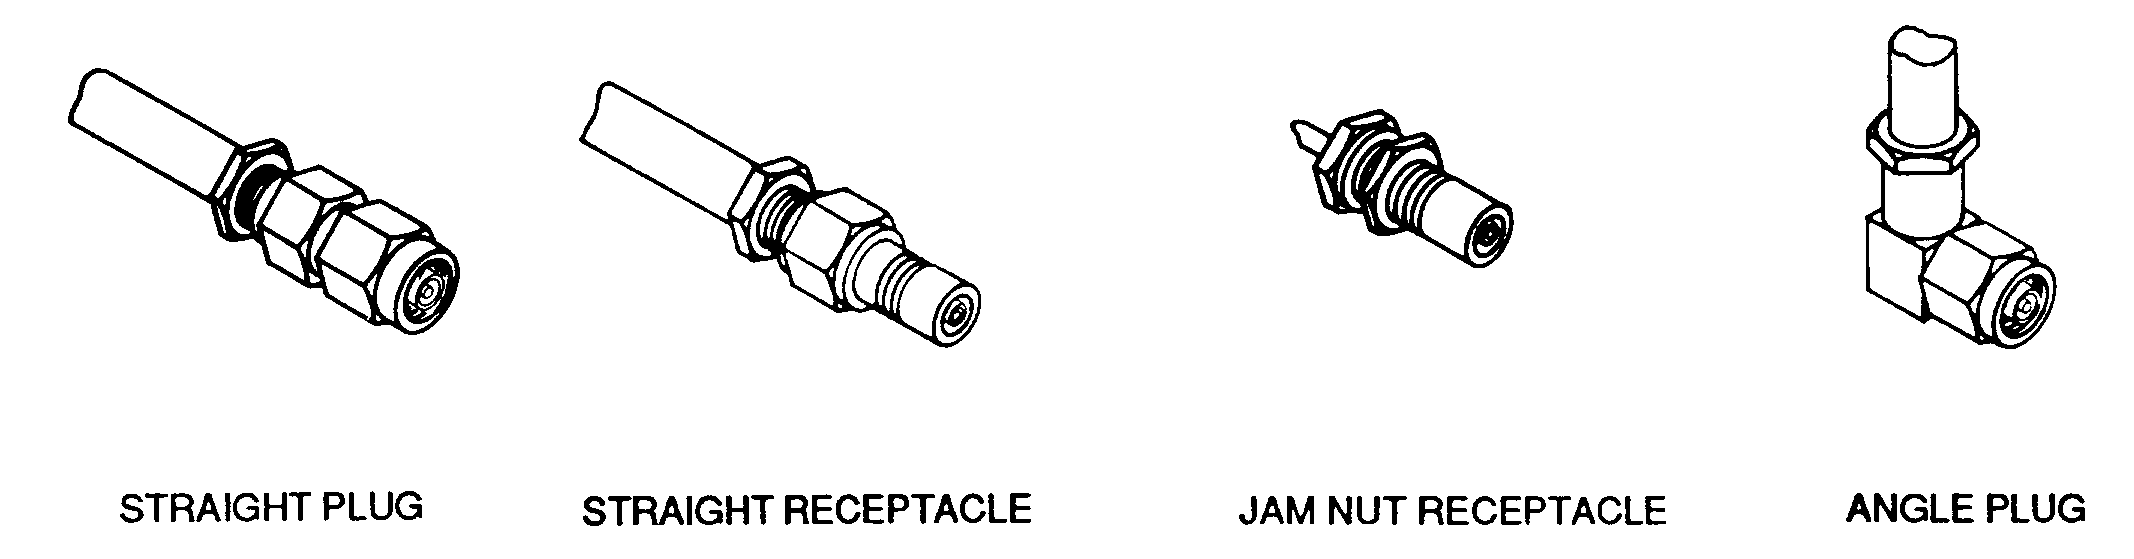 STRAIGHT PLUG
STRAIGHT RECEPTACLE
JAM NUT RECEPTACLE
ANGLE PLUG